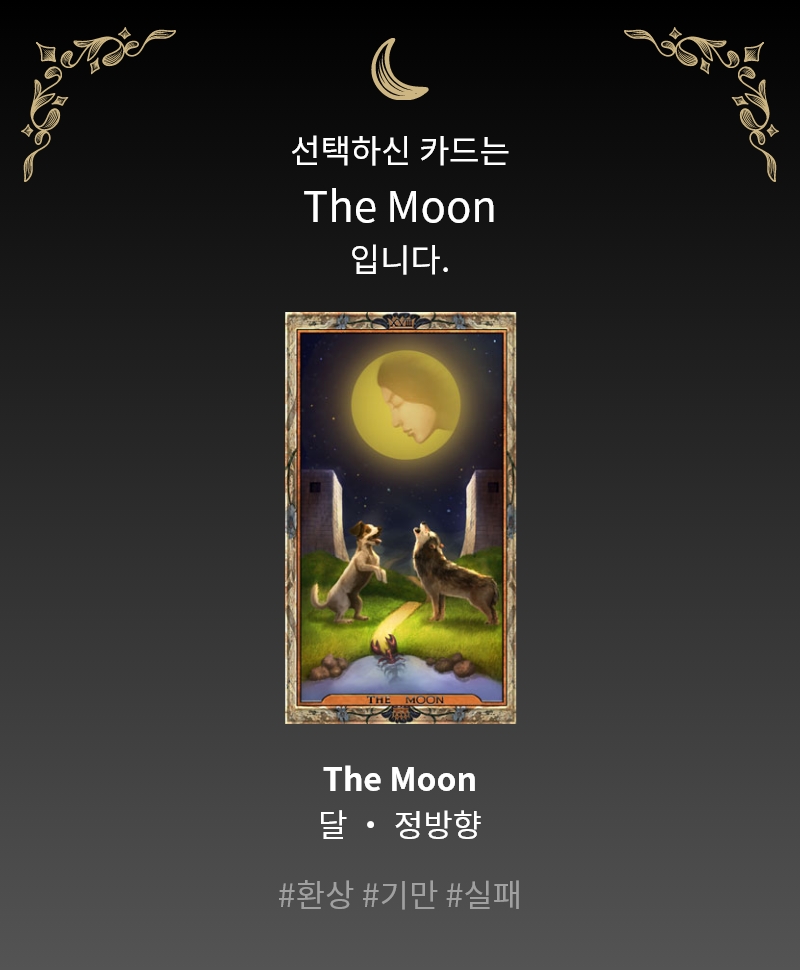 선택하신 카드는
The Moon
입니다.
XVIII
THE MOON
The Moon
달 • 정방향
#환상 #기만 #실패